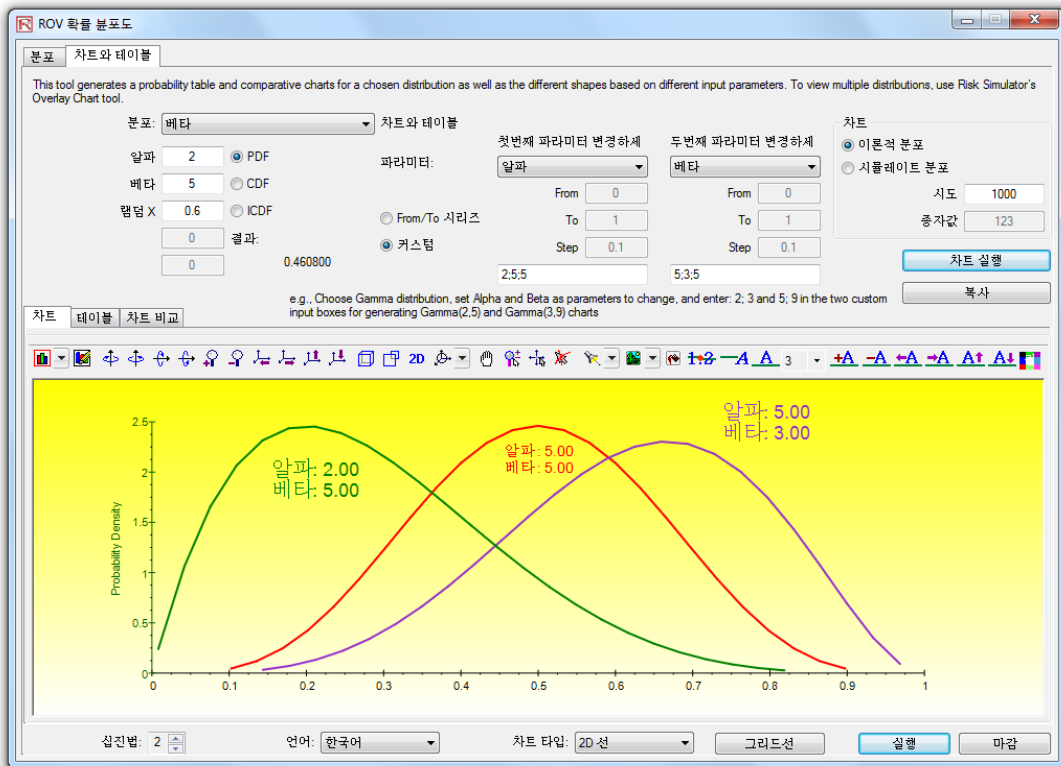 ROV 확률 분포도
분포
차트와 테이블
This tool generates a probability table and comparative charts for a chosen distribution as well as the different shapes based on different input parameters. To view multiple distributions, use Risk Simulator's
Overlay Chart tool.
분포: 베타
차트와 테이블
알파 2
PDF
베타 5
CDF
램덤 X 0.6
ICDF
0
결과:
0
0.460800
파라미터:
From/To 시리즈
커스텀
첫번째 파라미터 변경하세
알파
From 0
To 1
Step 0.1
2;5;5
두번째 파라미터 변경하세
베타
From 0
To 1
Step 0.1
5;3;5
e.g., Choose Gamma distribution, set Alpha and Beta as parameters to change, and enter: 2; 3 and 5; 9 in the two custom
input boxes for generating Gamma(2,5) and Gamma(3,9) charts
차트
이론적 분포
시뮬레이트 분포
시도 1000
종자값 123
차트 실행
복사
차트
테이블
차트 비교
2D
3
+A -A
Probability Density
2.5
2
1.5
1
0.5
0
알파: 2.00
베타: 5.00
알파: 5.00
베타: 5.00
알파: 5.00
베타: 3.00
0 0.1 0.2 0.3 0.4 0.5 0.6 0.7 0.8 0.9 1
십진법: 2
언어: 한국어
차트 타입: 2D 선
그리드선
실행
마감